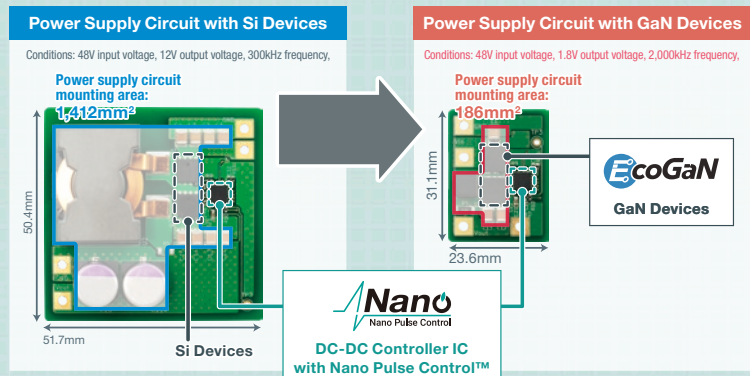 Power Supply Circuit with Si Devices
Conditions: 48V input voltage, 12V output voltage, 300kHz frequency,
Power supply circuit
mounting area:
1,412mm²
50.4mm
51.7mm
Si Devices
Power Supply Circuit with GaN Devices
Conditions: 48V input voltage, 1.8V output voltage, 2,000kHz frequency,
Power supply circuit
mounting area:
186mm²
31.1mm
23.6mm
EcoGaN
GaN Devices
Nano
Nano Pulse Control
DC-DC Controller IC
with Nano Pulse Control™